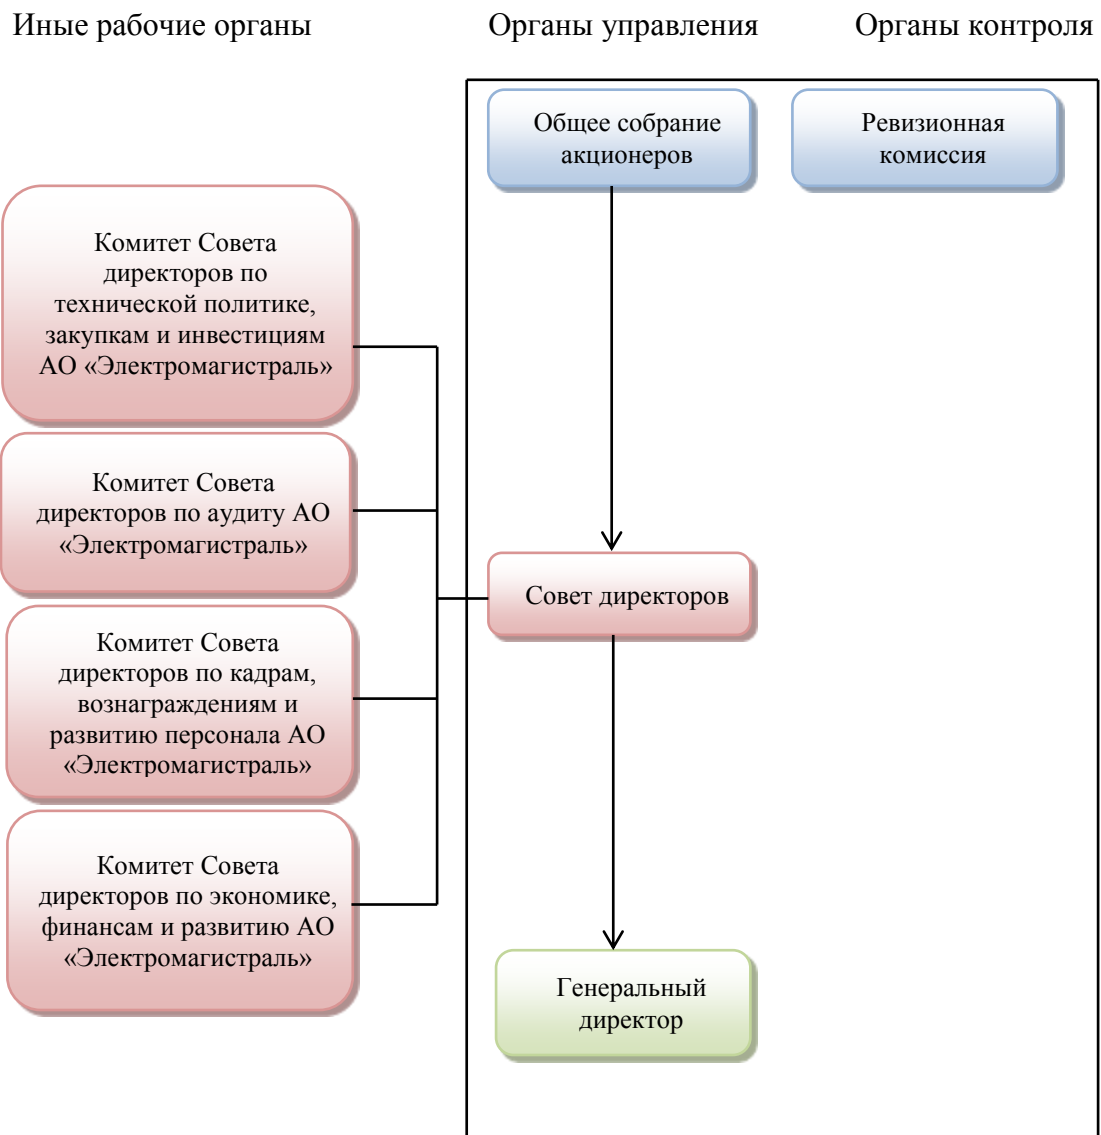 Иные рабочие органы
Органы управления
Органы контроля
Общее собрание
акционеров
Ревизионная
комиссия
Комитет Совета
директоров по
технической политике,
закупкам и инвестициям
АО «Электромагистраль»
Комитет Совета
директоров по аудиту АО
«Электромагистраль»
Совет директоров
Комитет Совета
директоров по кадрам,
вознаграждениям и
развитию персонала АО
«Электромагистраль»
Комитет Совета
директоров по экономике,
финансам и развитию АО
«Электромагистраль»
Генеральный
директор